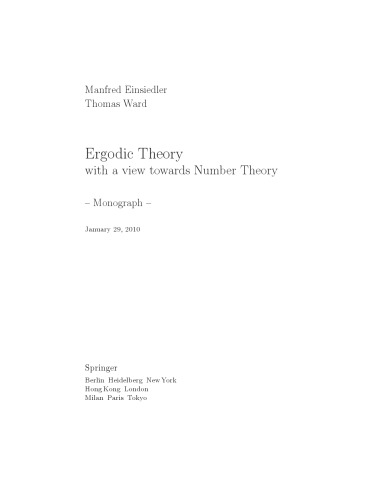 Manfred Einsiedler
Thomas Ward
Ergodic Theory
with a view towards Number Theory
– Monograph –
January 29, 2010
Springer
Berlin Heidelberg New York
Hong Kong London
Milan Paris Tokyo